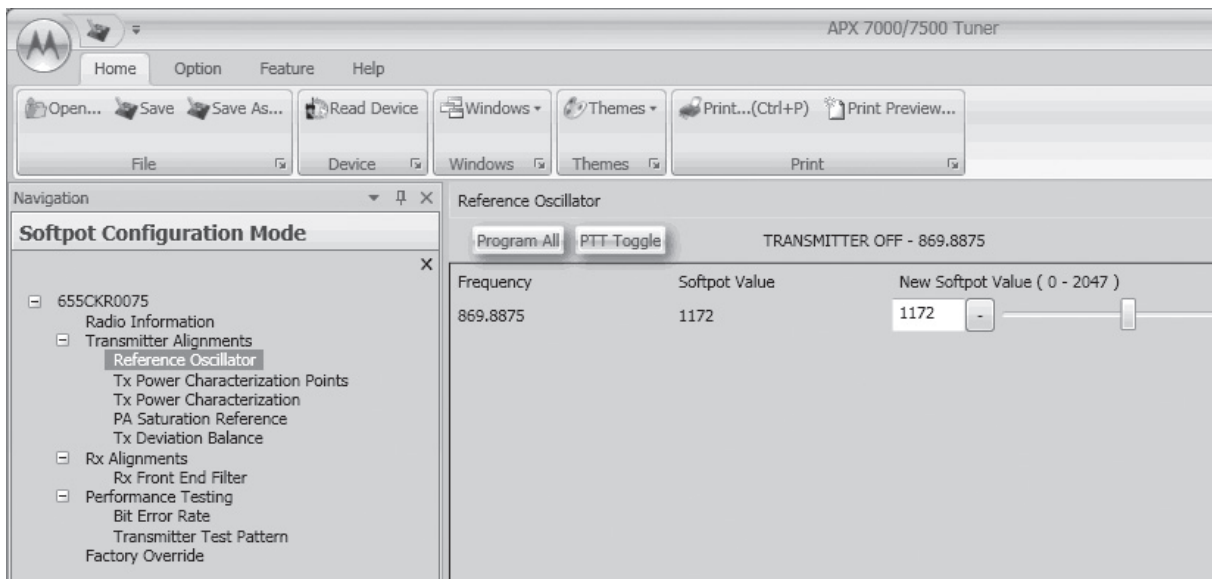 APX 7000/7500 Tuner
Home Option Feature Help
Open... Save Save As... Read Device Windows Themes Print...(Ctrl+P) Print Preview...
File Device Windows Themes Print
Navigation
Softpot Configuration Mode
655CKR0075
Radio Information
Transmitter Alignments
Reference Oscillator
Tx Power Characterization Points
Tx Power Characterization
PA Saturation Reference
Tx Deviation Balance
Rx Alignments
Rx Front End Filter
Performance Testing
Bit Error Rate
Transmitter Test Pattern
Factory Override
Reference Oscillator
Program All PTT Toggle TRANSMITTER OFF - 869.8875
Frequency Softpot Value New Softpot Value ( 0 - 2047 )
869.8875 1172 1172 -